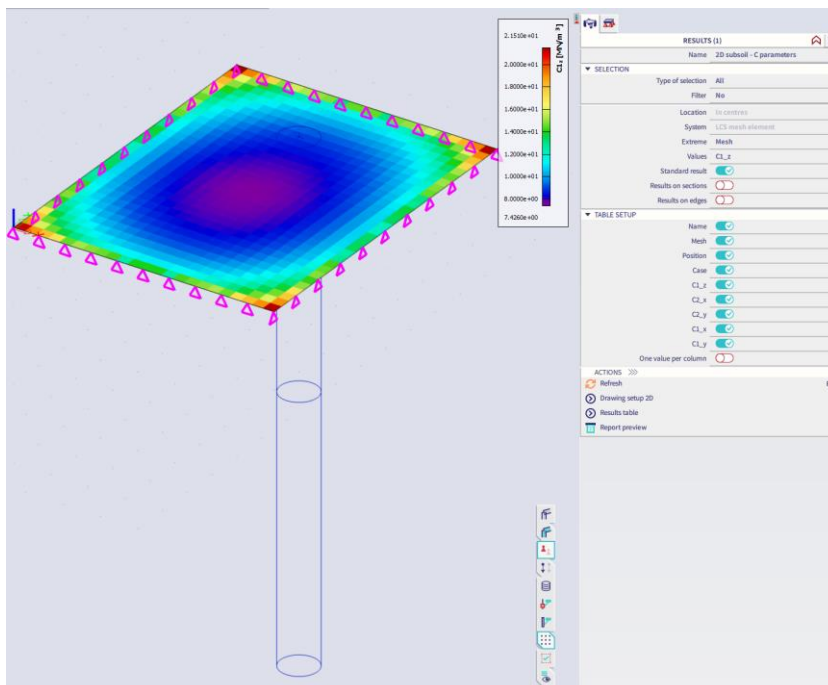 C1z [MN/m³]
2.1510e+01
2.0000e+01
1.8000e+01
1.6000e+01
1.4000e+01
1.2000e+01
1.0000e+01
8.0000e+00
7.4260e+00
RESULTS (1)
Name 2D subsoil - C parameters
SELECTION
Type of selection All
Filter No
Location In centres
System LCS mesh element
Extreme Mesh
Values C1_z
Standard result
Results on sections
Results on edges
TABLE SETUP
Name
Mesh
Position
Case
C1_z
C2_x
C2_y
C1_x
C1_y
One value per column
ACTIONS >>>
Refresh
Drawing setup 2D
Results table
Report preview